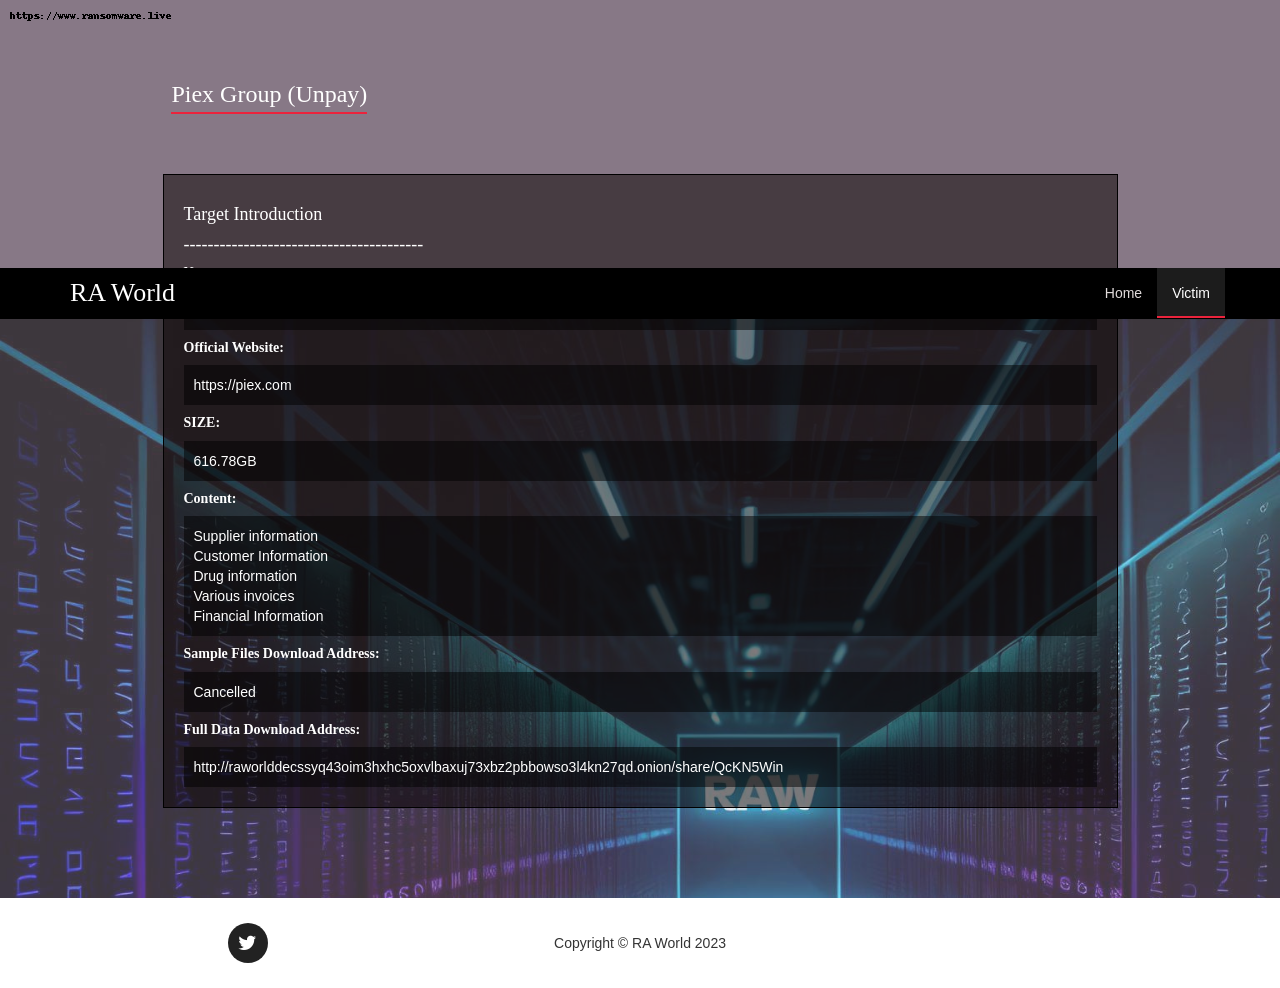 https://www.ransomware.live
Piex Group (Unpay)
Target Introduction
----------------------------------------
RA World
Home
Victim
Official Website:
https://piex.com
SIZE:
616.78GB
Content:
Supplier information
Customer Information
Drug information
Various invoices
Financial Information
Sample Files Download Address:
Cancelled
Full Data Download Address:
http://raworlddecssyq43oim3hxhc5oxvlbaxuj73xbz2pbbowso3l4kn27qd.onion/share/QcKN5Win
RAW
Copyright © RA World 2023